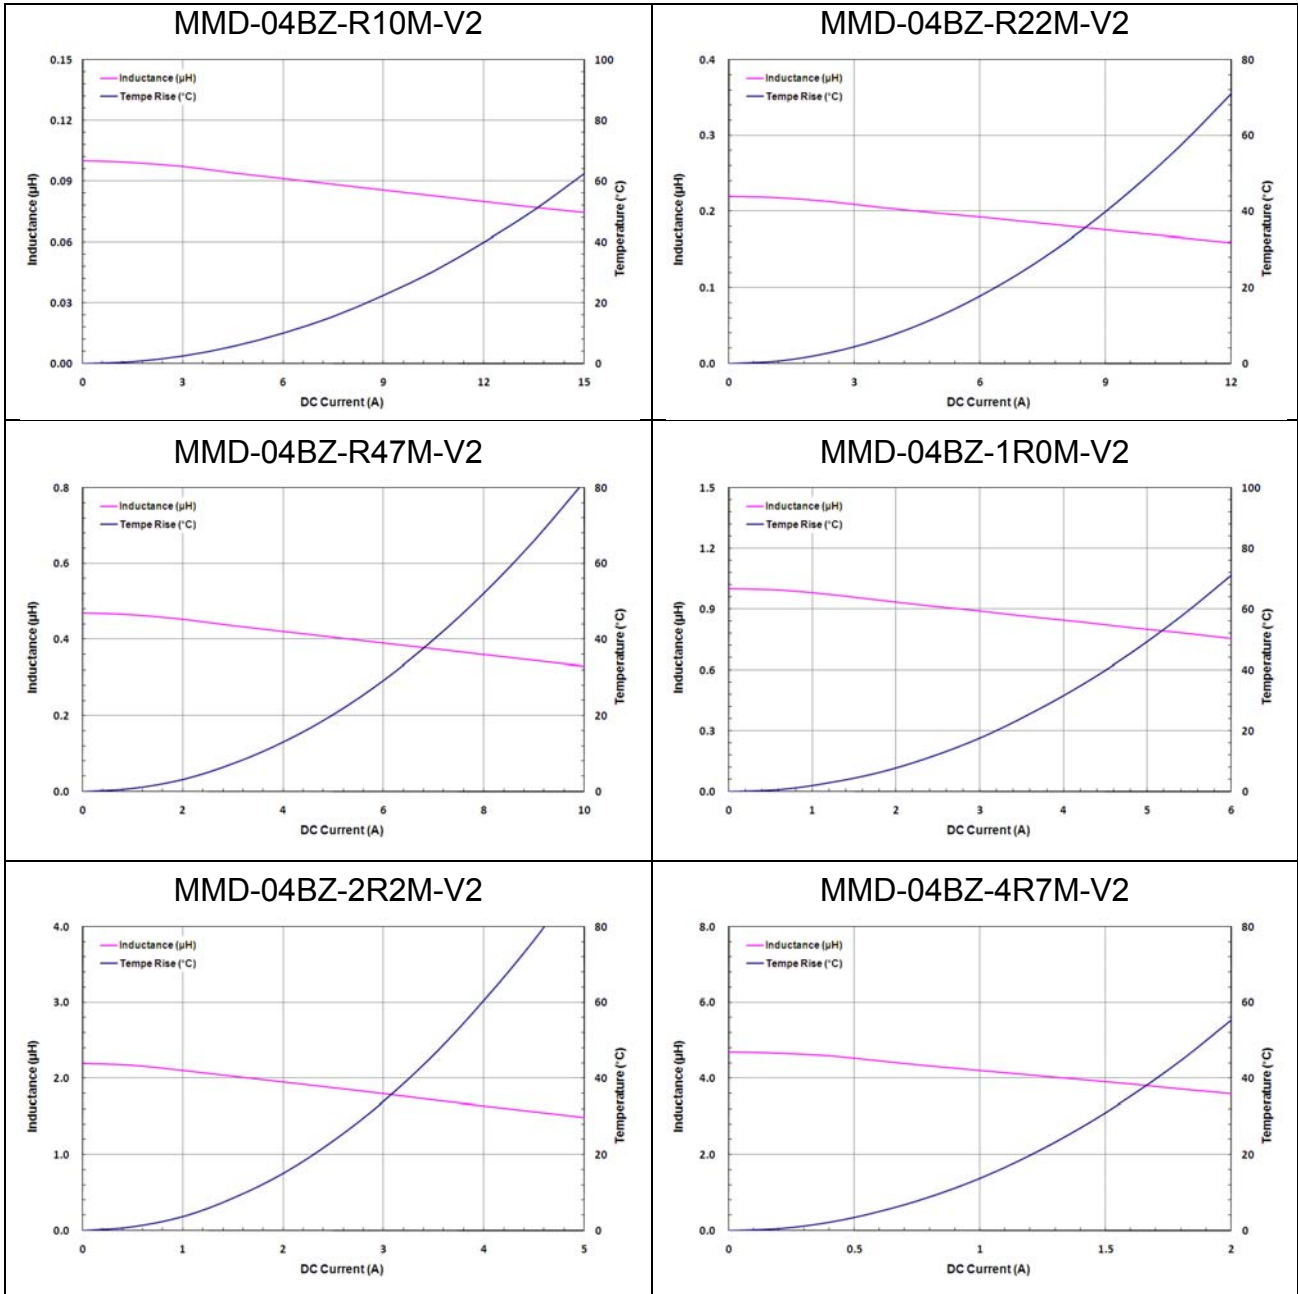 MMD-04BZ-R10M-V2
0.15
0.12
0.09
0.06
0.03
0.00
Inductance (μH)
Inductance (μH)
Tempe Rise (°C)
100
80
60
40
20
0
Temperature (°C)
0 3 6 9 12 15
DC Current (A)
MMD-04BZ-R22M-V2
0.4
0.3
0.2
0.1
0.0
Inductance (μH)
Inductance (μH)
Tempe Rise (°C)
80
60
40
20
0
Temperature (°C)
0 3 6 9 12
DC Current (A)
MMD-04BZ-R47M-V2
0.8
0.6
0.4
0.2
0.0
Inductance (μH)
Inductance (μH)
Tempe Rise (°C)
80
60
40
20
0
Temperature (°C)
0 2 4 6 8 10
DC Current (A)
MMD-04BZ-1R0M-V2
1.5
1.2
0.9
0.6
0.3
0.0
Inductance (μH)
Inductance (μH)
Tempe Rise (°C)
100
80
60
40
20
0
Temperature (°C)
0 1 2 3 4 5 6
DC Current (A)
MMD-04BZ-2R2M-V2
4.0
3.0
2.0
1.0
0.0
Inductance (μH)
Inductance (μH)
Tempe Rise (°C)
80
60
40
20
0
Temperature (°C)
0 1 2 3 4 5
DC Current (A)
MMD-04BZ-4R7M-V2
8.0
6.0
4.0
2.0
0.0
Inductance (μH)
Inductance (μH)
Tempe Rise (°C)
80
60
40
20
0
Temperature (°C)
0 0.5 1 1.5 2
DC Current (A)